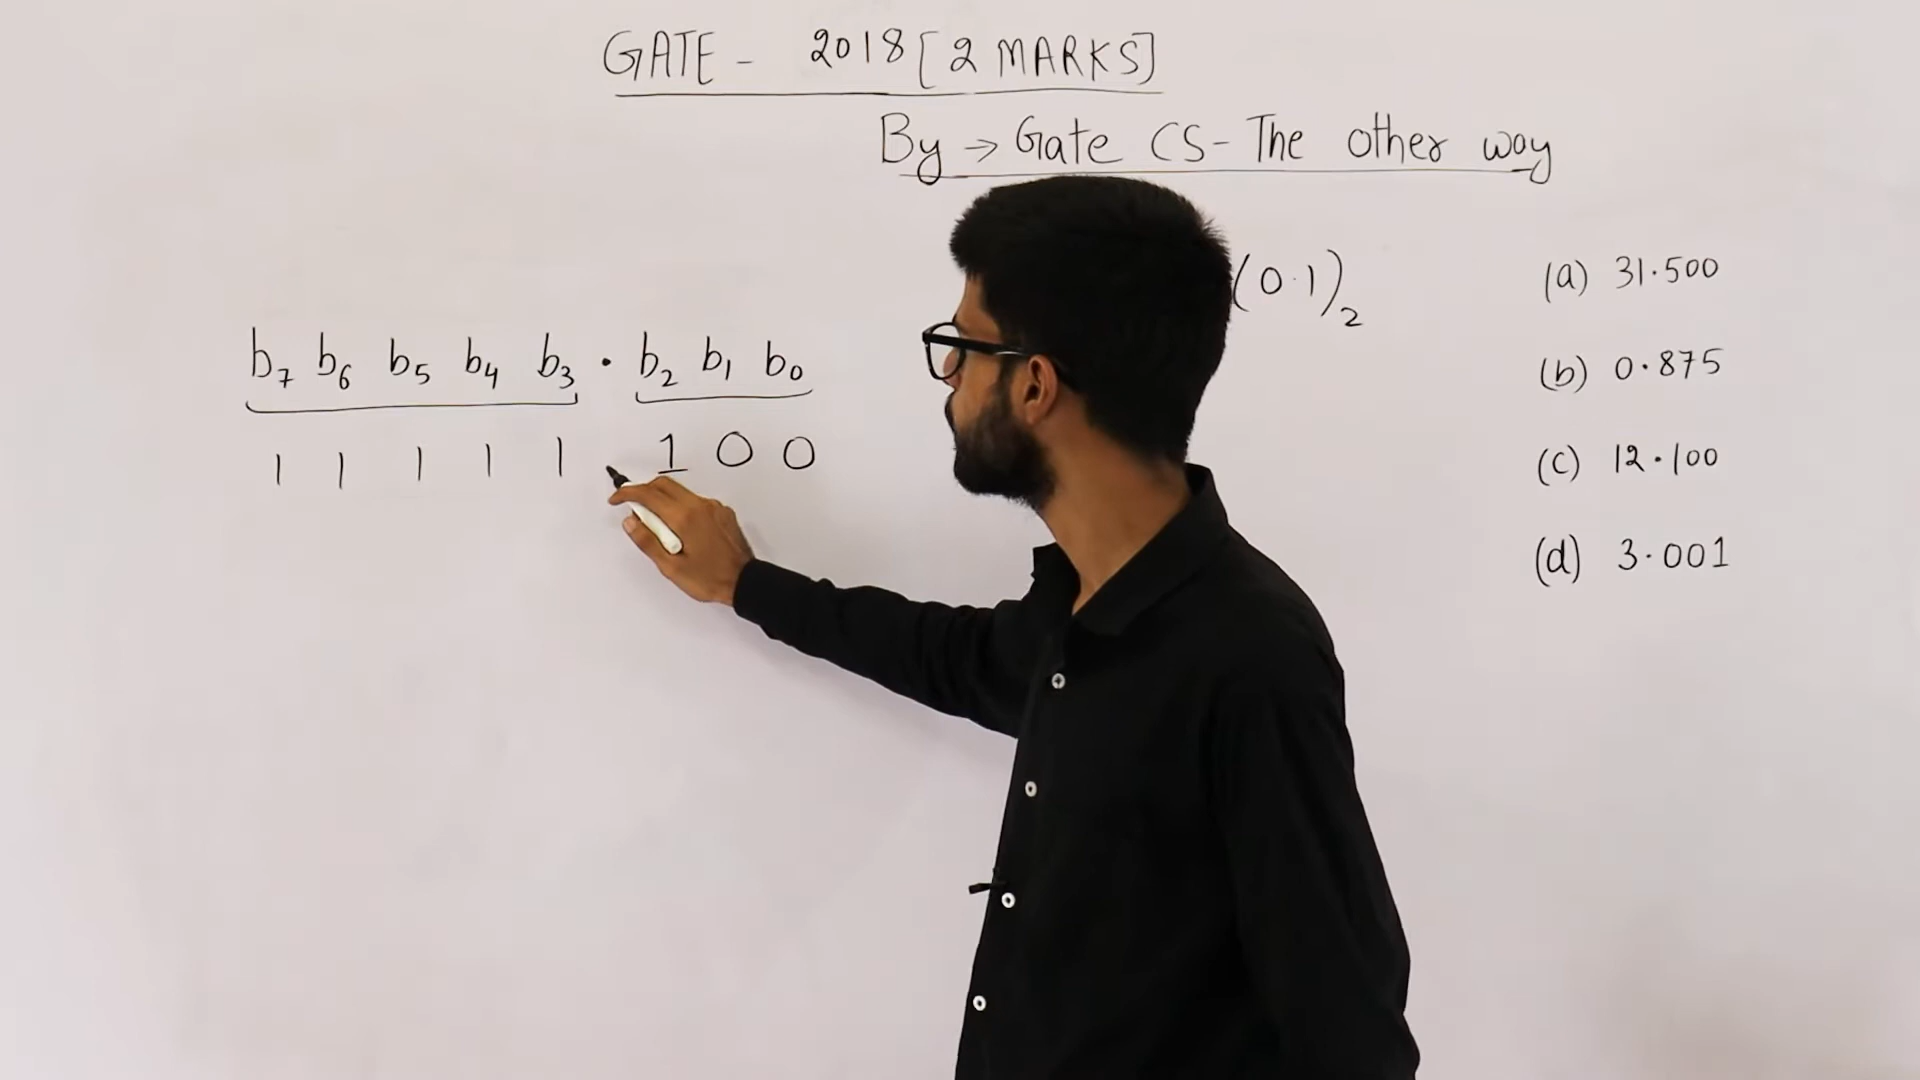 GATE - 2018 [2 MARKS]
By → Gate CS - The other way
(0.1)₂
b₇ b₆ b₅ b₄ b₃ . b₂ b₁ b₀
1 1 1 1 1 1 0 0
(a) 31.500
(b) 0.875
(c) 12.100
(d) 3.001